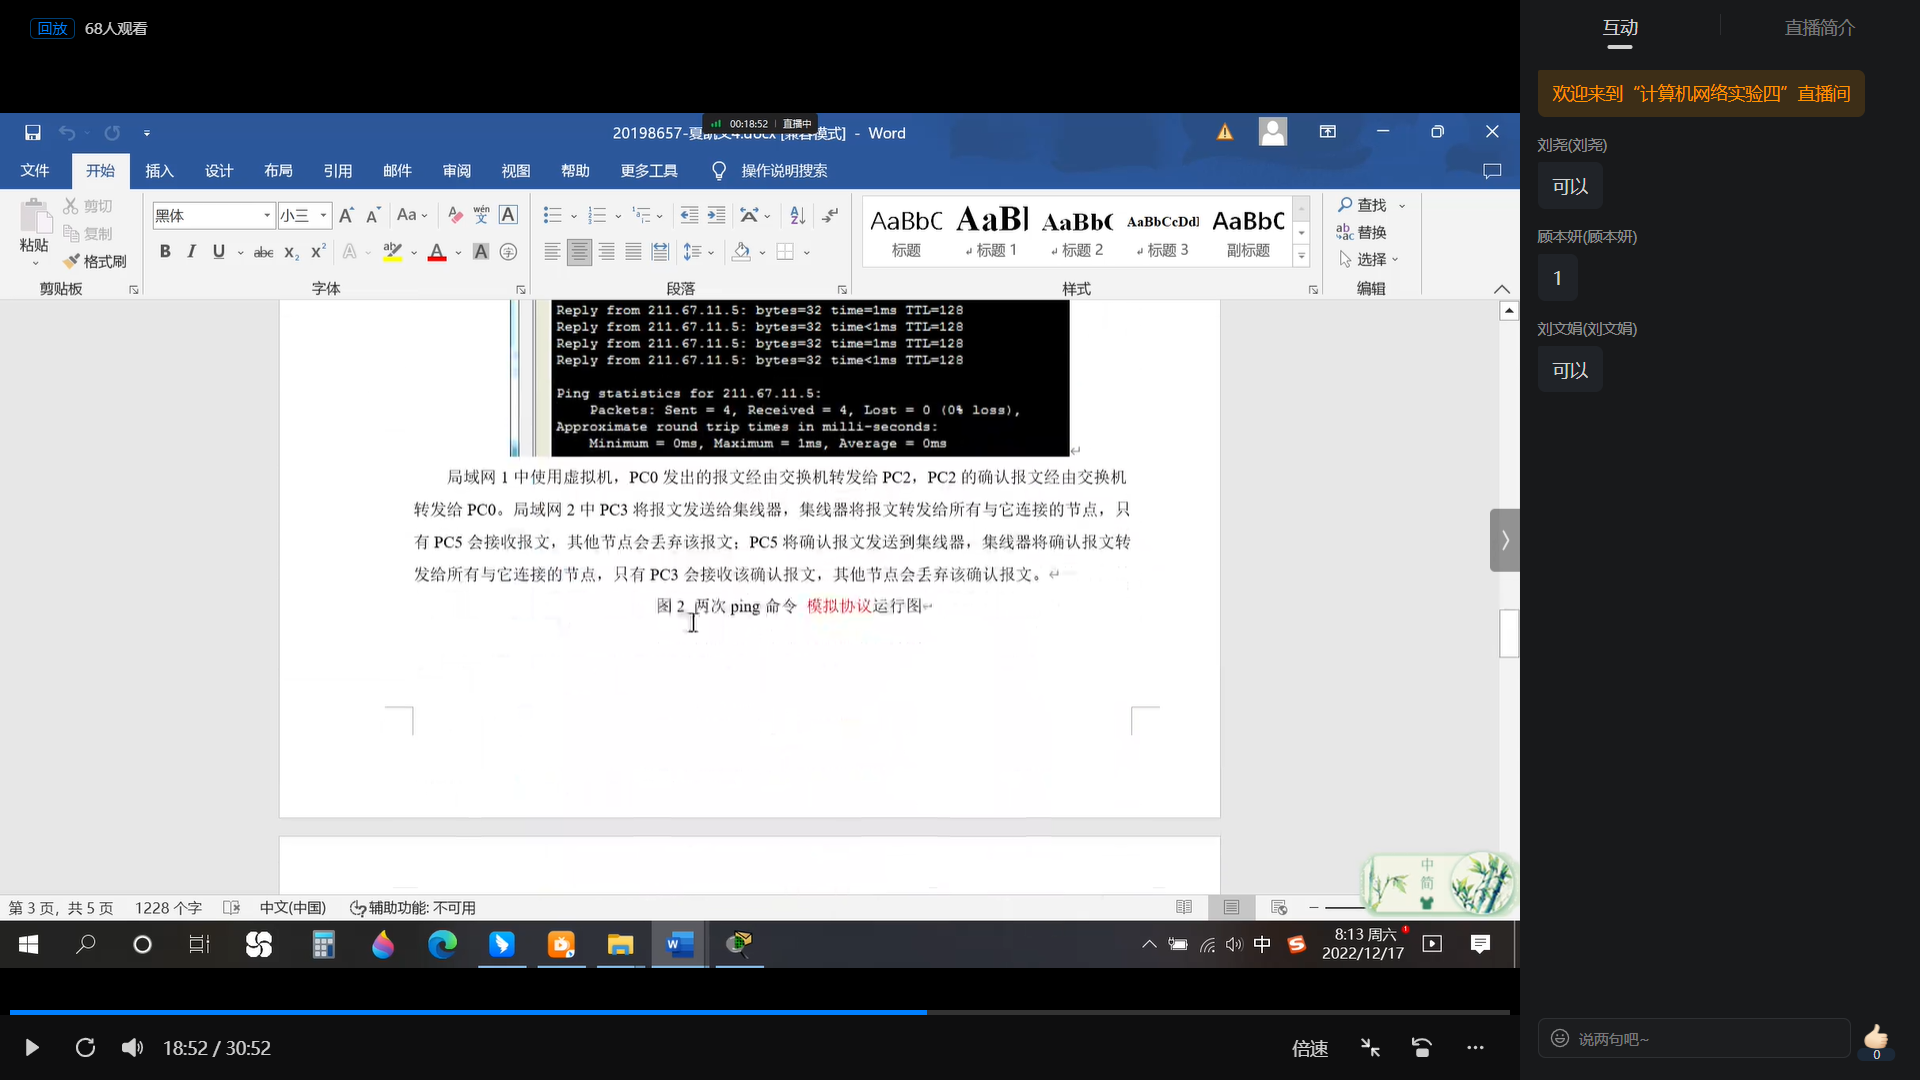 回放 68人观看
00:18:52 直播中
[兼容模式] - Word
文件 开始 插入 设计 布局 引用 邮件 审阅 视图 帮助 更多工具 操作说明搜索
粘贴 剪切 复制 格式刷
剪贴板
黑体 小三
字体
段落
AaBbC AaBl AaBbC AaBbCcDdI AaBbC
标题 标题 1 标题 2 标题 3 副标题
样式
查找
替换
选择
编辑
Reply from 211.67.11.5: bytes=32 time=1ms TTL=128
Reply from 211.67.11.5: bytes=32 time<1ms TTL=128
Reply from 211.67.11.5: bytes=32 time=1ms TTL=128
Reply from 211.67.11.5: bytes=32 time<1ms TTL=128
Ping statistics for 211.67.11.5:
Packets: Sent = 4, Received = 4, Lost = 0 (0% loss),
Approximate round trip times in milli-seconds:
Minimum = 0ms, Maximum = 1ms, Average = 0ms
局域网 1 中使用虚拟机，PC0 发出的报文经由交换机转发给 PC2，PC2 的确认报文经由交换机
转发给 PC0。局域网 2 中 PC3 将报文发送给集线器，集线器将报文转发给所有与它连接的节点，只
有 PC5 会接收报文，其他节点会丢弃该报文；PC5 将确认报文发送到集线器，集线器将确认报文转
发给所有与它连接的节点，只有 PC3 会接收该确认报文，其他节点会丢弃该确认报文。
图 2 两次 ping 命令 模拟协议运行图
中
简
第 3 页，共 5 页 1228 个字 中文(中国) 辅助功能: 不可用
中 8:13 周六
2022/12/17
18:52 / 30:52 倍速
互动 直播简介
欢迎来到“计算机网络实验四”直播间
刘尧(刘尧)
可以
顾本妍(顾本妍)
1
刘文娟(刘文娟)
可以
说两句吧~
0